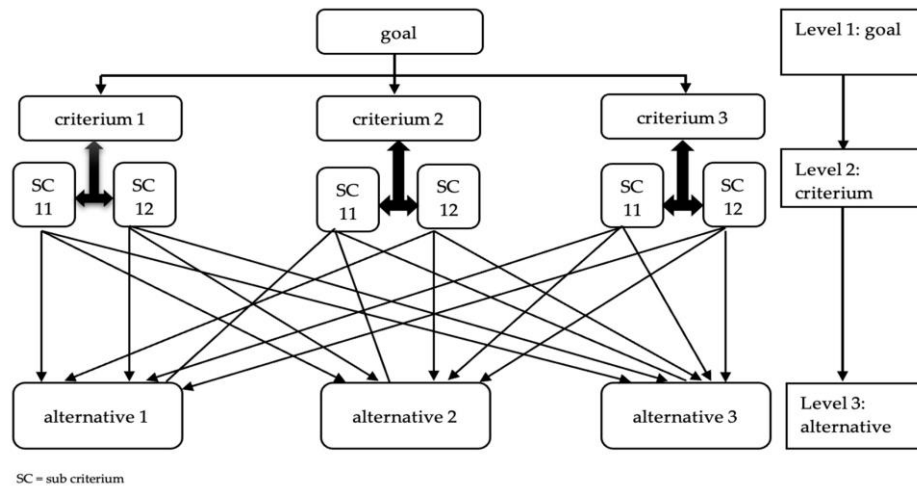 goal
Level 1: goal
criterium 1
criterium 2
criterium 3
SC
11
SC
12
SC
11
SC
12
SC
11
SC
12
Level 2:
criterium
alternative 1
alternative 2
alternative 3
Level 3:
alternative
SC = sub criterium